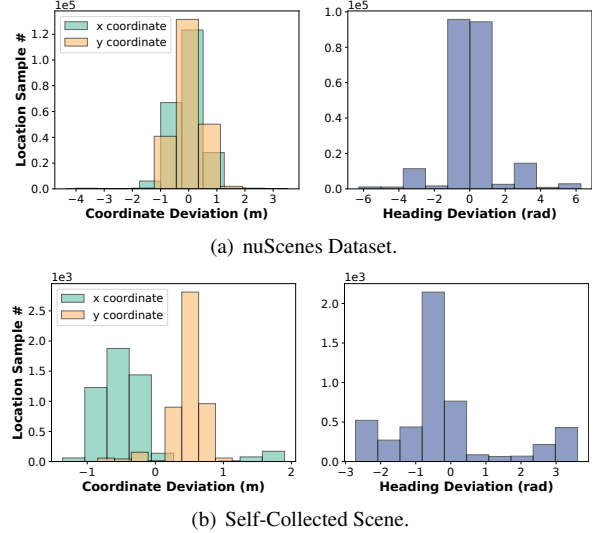 1e5
x coordinate
y coordinate
Location Sample #
1.2
1.0
0.8
0.6
0.4
0.2
0.0
-4 -3 -2 -1 0 1 2 3
Coordinate Deviation (m)
1e5
1.0
0.8
0.6
0.4
0.2
0.0
-6 -4 -2 0 2 4 6
Heading Deviation (rad)
(a) nuScenes Dataset.
1e3
x coordinate
y coordinate
Location Sample #
2.5
2.0
1.5
1.0
0.5
0.0
-1 0 1 2
Coordinate Deviation (m)
1e3
2.0
1.5
1.0
0.5
0.0
-3 -2 -1 0 1 2 3
Heading Deviation (rad)
(b) Self-Collected Scene.